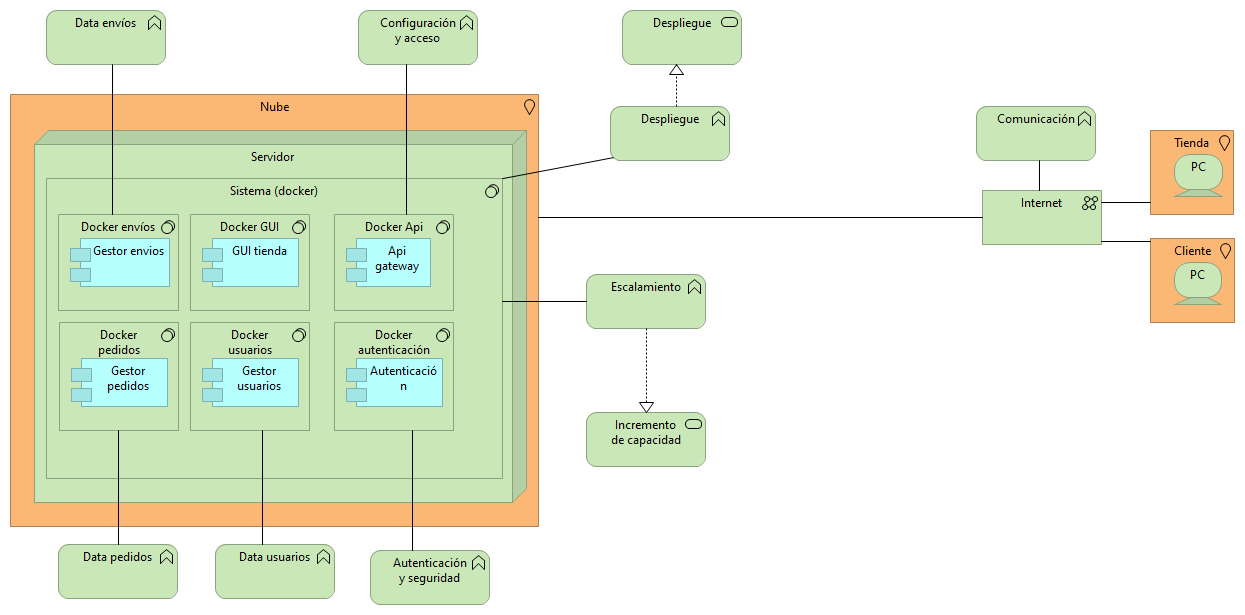 Data envíos
Configuración
y acceso
Despliegue
Nube
Despliegue
Comunicación
Tienda
PC
Servidor
Sistema (docker)
Internet
Docker envíos
Gestor envios
Docker GUI
GUI tienda
Docker Api
Api
gateway
Cliente
PC
Escalamiento
Docker
pedidos
Gestor
pedidos
Docker
usuarios
Gestor
usuarios
Docker
autenticación
Autenticació
n
Incremento
de capacidad
Data pedidos
Data usuarios
Autenticación
y seguridad